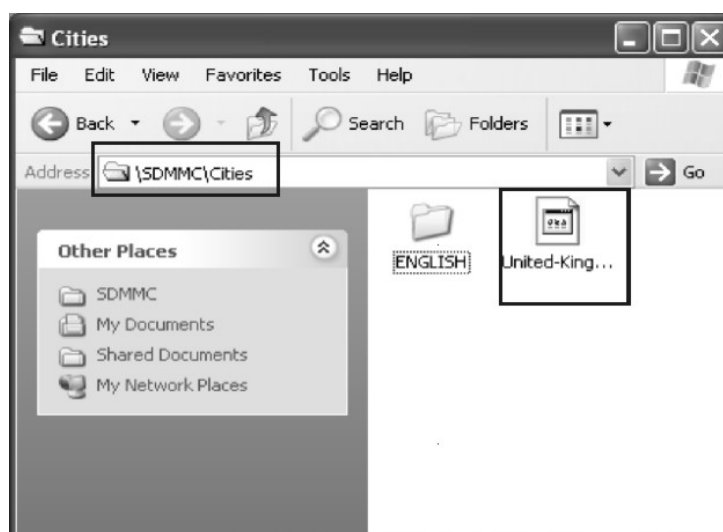 Cities
File Edit View Favorites Tools Help
Back Search Folders
Address \SDMMC\Cities Go
Other Places
SDMMC
My Documents
Shared Documents
My Network Places
ENGLISH
United-King...